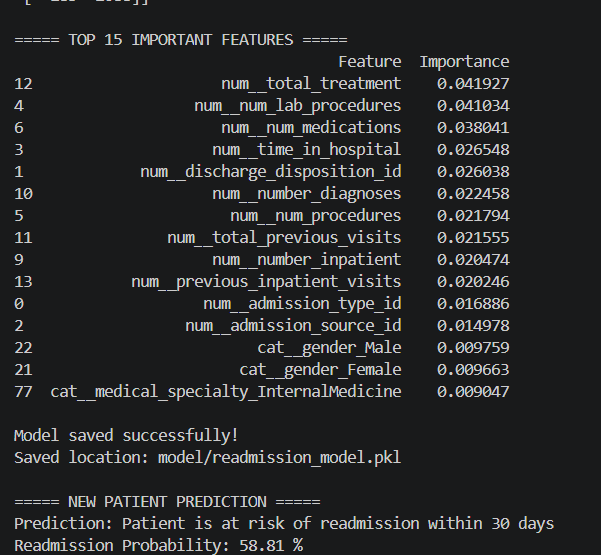 ===== TOP 15 IMPORTANT FEATURES =====
Feature Importance
12 num__total_treatment 0.041927
4 num__num_lab_procedures 0.041034
6 num__num_medications 0.038041
3 num__time_in_hospital 0.026548
1 num__discharge_disposition_id 0.026038
10 num__number_diagnoses 0.022458
5 num__num_procedures 0.021794
11 num__total_previous_visits 0.021555
9 num__number_inpatient 0.020474
13 num__previous_inpatient_visits 0.020246
0 num__admission_type_id 0.016886
2 num__admission_source_id 0.014978
22 cat__gender_Male 0.009759
21 cat__gender_Female 0.009663
77 cat__medical_specialty_InternalMedicine 0.009047
Model saved successfully!
Saved location: model/readmission_model.pkl
===== NEW PATIENT PREDICTION =====
Prediction: Patient is at risk of readmission within 30 days
Readmission Probability: 58.81 %